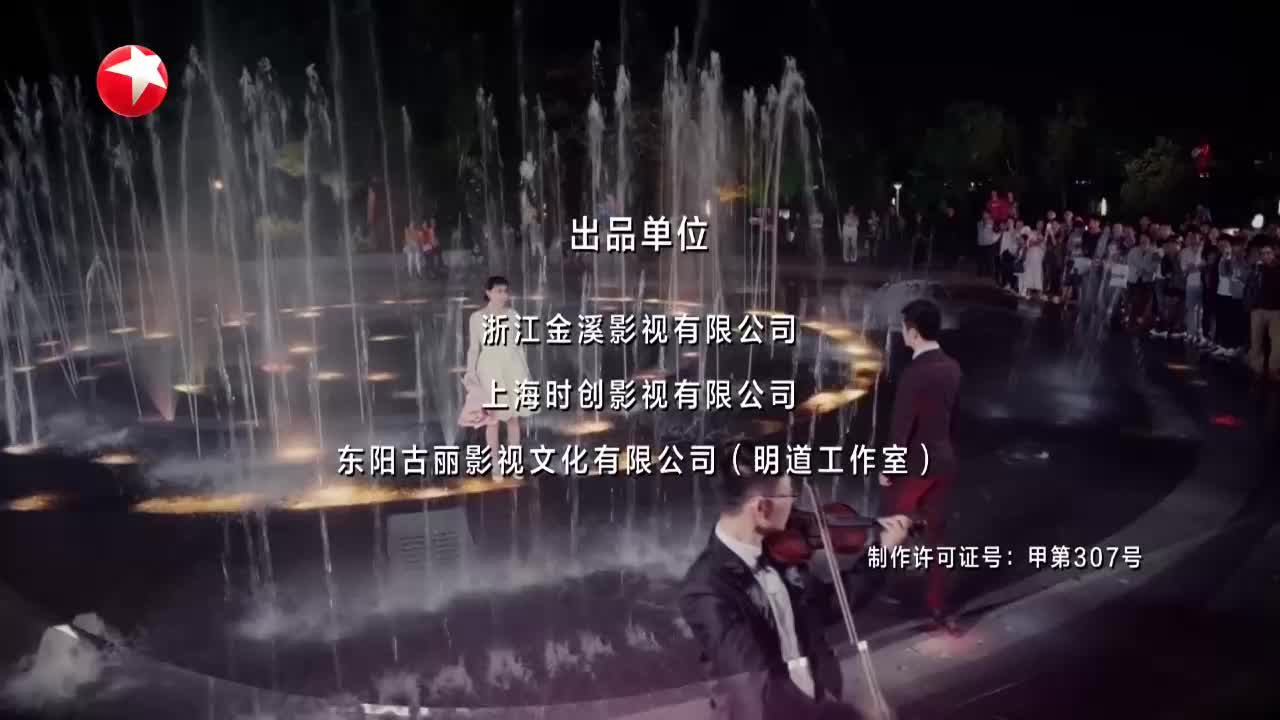 出品单位
浙江金溪影视有限公司
上海时创影视有限公司
东阳古丽影视文化有限公司（明道工作室）
制作许可证号：甲第307号